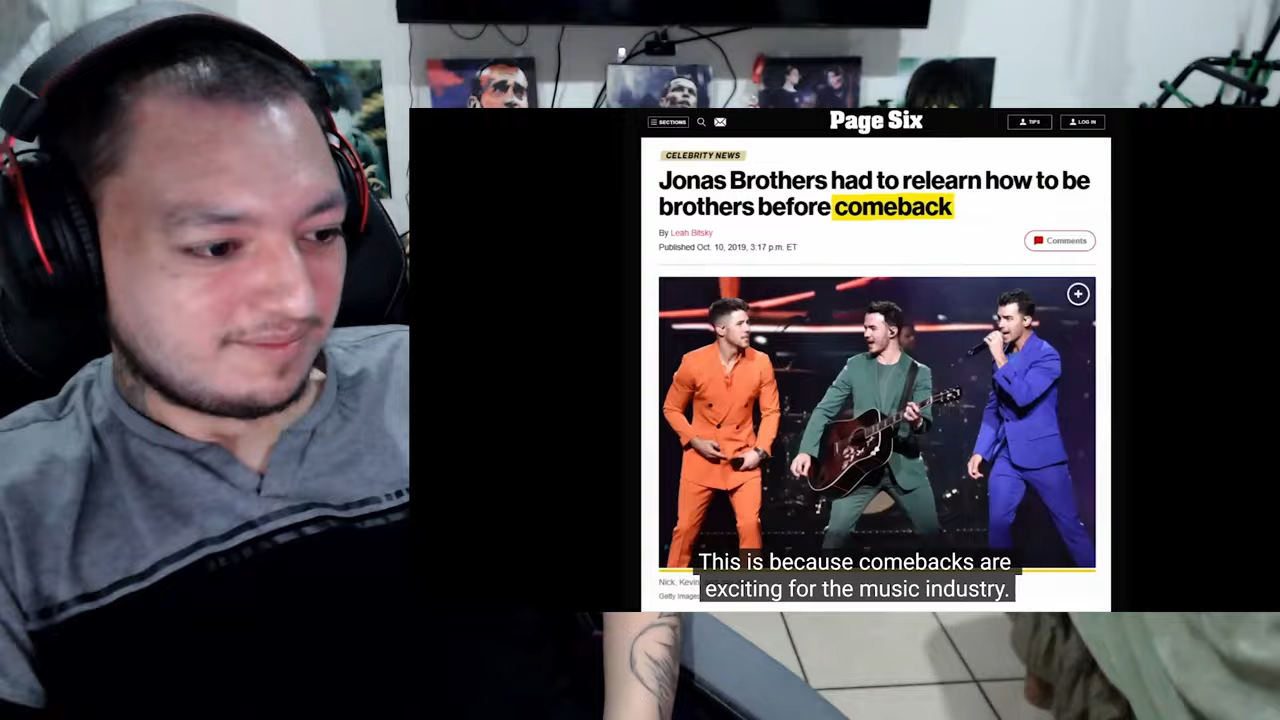 SECTIONS
Page Six
TIPS
LOG IN
CELEBRITY NEWS
Jonas Brothers had to relearn how to be
brothers before comeback
By Leah Bitsky
Published Oct. 10, 2019, 3:17 p.m. ET
Comments
This is because comebacks are
exciting for the music industry.
Nick, Kevin
Getty Images